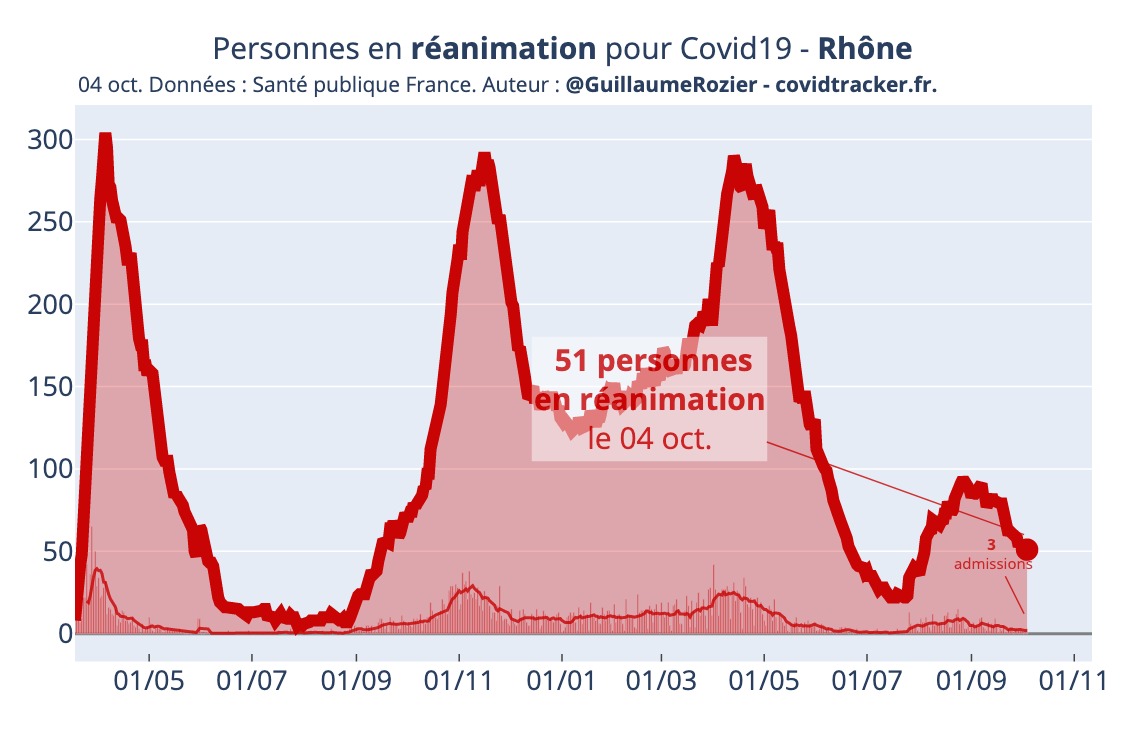 Personnes en réanimation pour Covid19 - Rhône
04 oct. Données : Santé publique France. Auteur : @GuillaumeRozier - covidtracker.fr.
300
250
200
150
100
50
0
51 personnes
en réanimation
le 04 oct.
3
admissions
01/05 01/07 01/09 01/11 01/01 01/03 01/05 01/07 01/09 01/11